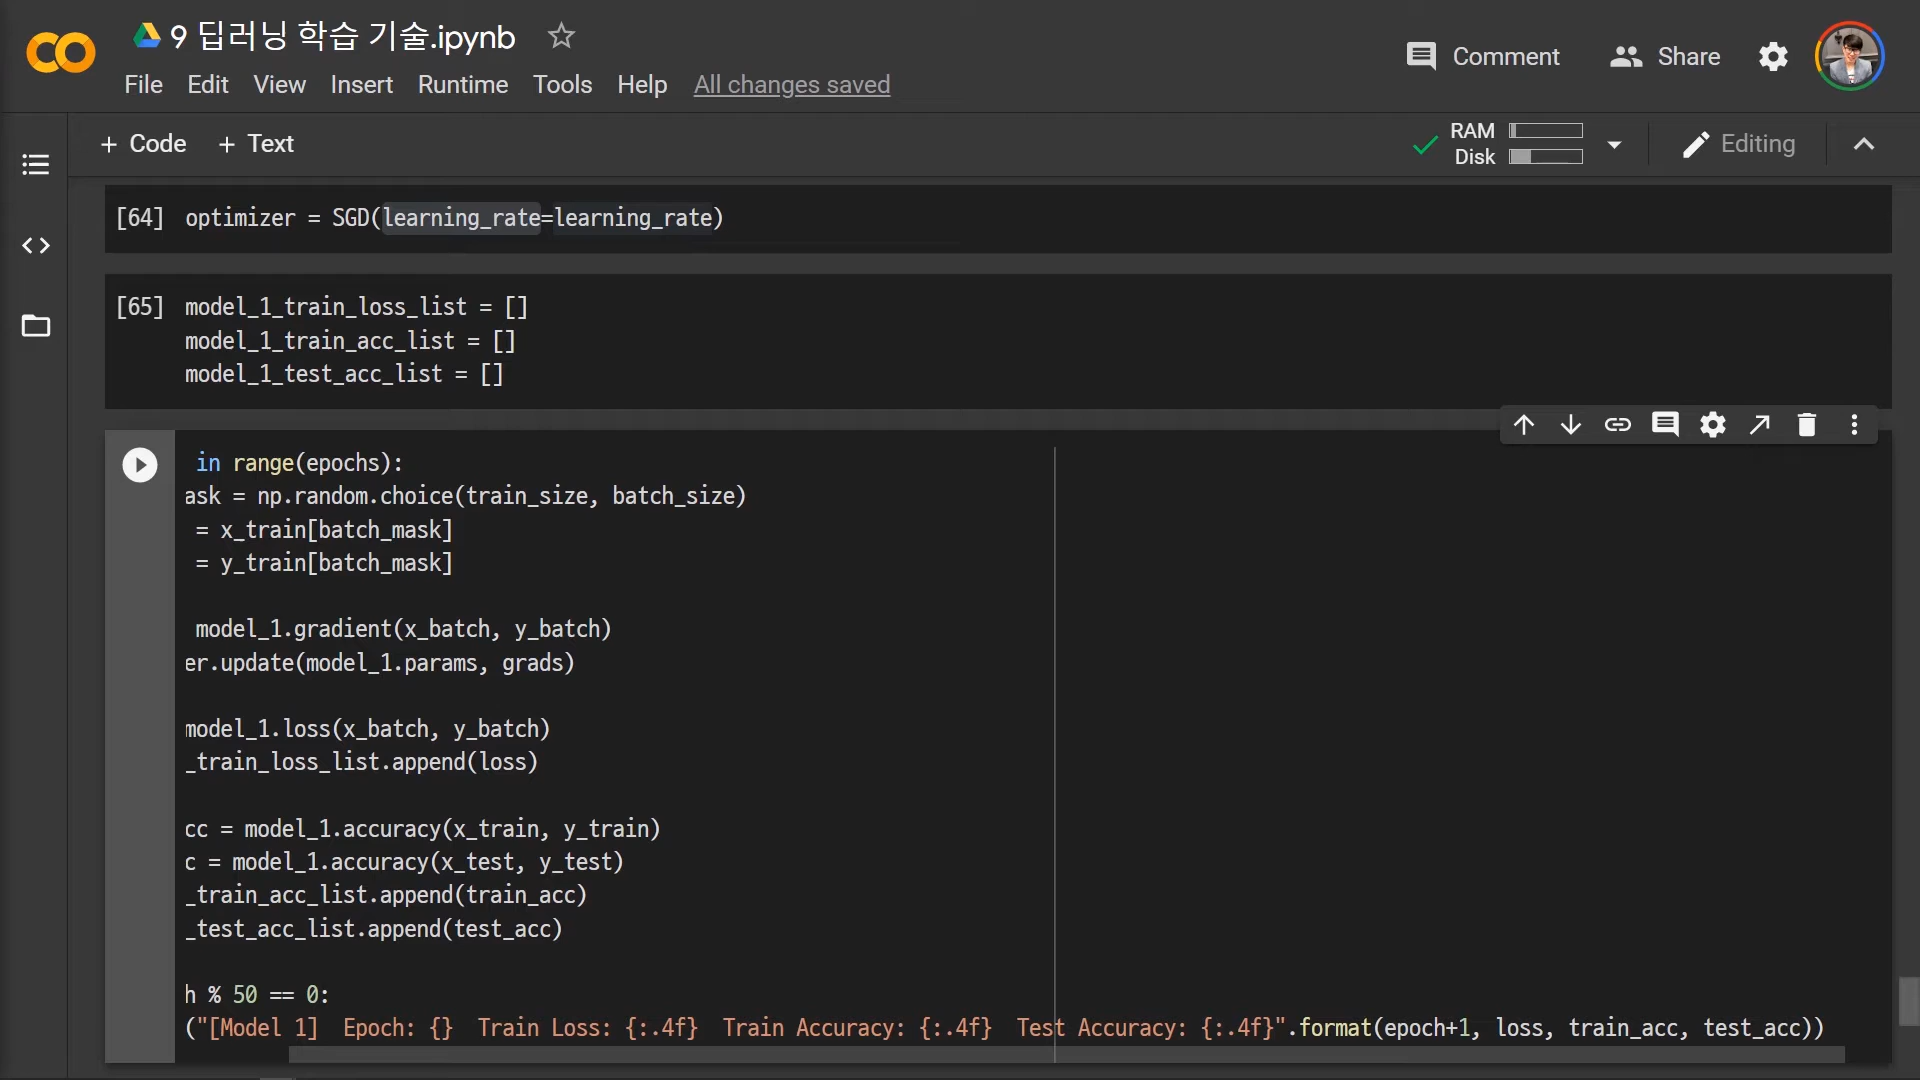 9 딥러닝 학습 기술.ipynb
Comment
Share
File Edit View Insert Runtime Tools Help All changes saved
+ Code + Text
RAM
Disk
Editing
[64] optimizer = SGD(learning_rate=learning_rate)
[65] model_1_train_loss_list = []
model_1_train_acc_list = []
model_1_test_acc_list = []
in range(epochs):
ask = np.random.choice(train_size, batch_size)
= x_train[batch_mask]
= y_train[batch_mask]
model_1.gradient(x_batch, y_batch)
er.update(model_1.params, grads)
model_1.loss(x_batch, y_batch)
_train_loss_list.append(loss)
cc = model_1.accuracy(x_train, y_train)
c = model_1.accuracy(x_test, y_test)
_train_acc_list.append(train_acc)
_test_acc_list.append(test_acc)
h % 50 == 0:
("[Model 1]  Epoch: {}  Train Loss: {:.4f}  Train Accuracy: {:.4f}  Test Accuracy: {:.4f}".format(epoch+1, loss, train_acc, test_acc))